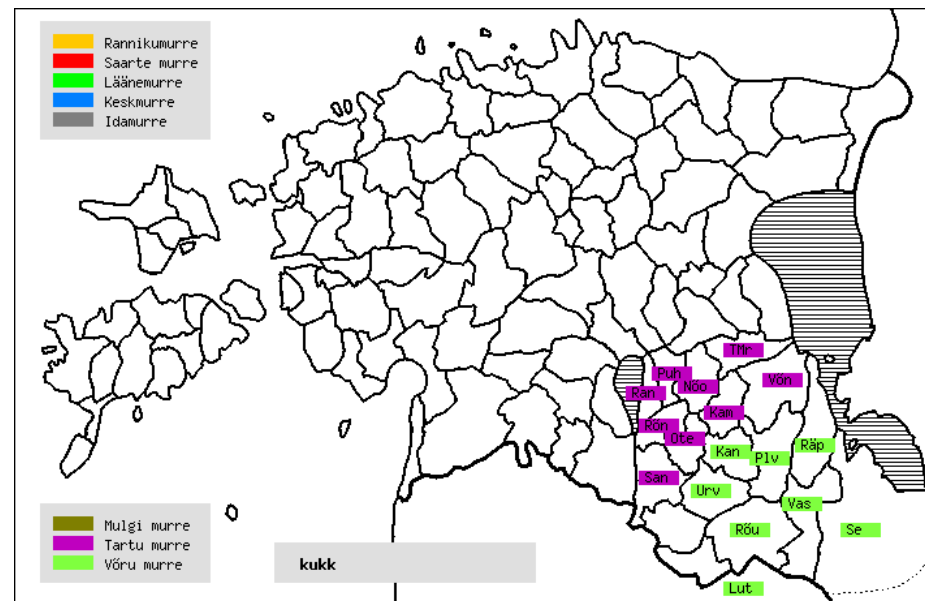 Rannikumurre
Saarte murre
Läänemurre
Keskmurre
Idamurre
TMr
Puh
Nõo
Võn
Ran
Kam
Rõn
Ote
Kan
Plv
Räp
San
Urv
Vas
Rõu
Se
Lut
Mulgi murre
Tartu murre
Võru murre
kukk